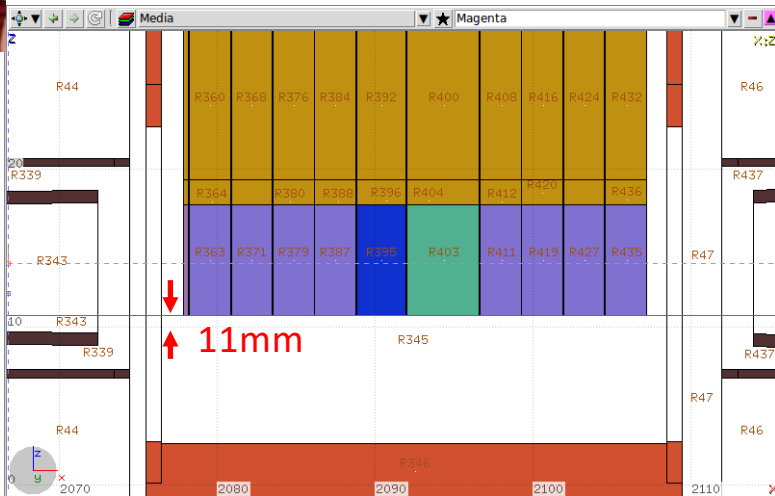 Media
Magenta
Z
X:Z
R44
R360 R368 R376 R384 R392 R400 R408 R416 R424 R432
R46
20
R339
R437
R364 R380 R388 R396 R404 R412 R420 R436
R343
R363 R371 R379 R387 R395 R403 R411 R419 R427 R435
R47
10
R343
11mm
R345
R339
R437
R47
R44
R46
R346
z
y x
0
2070 2080 2090 2100 2110